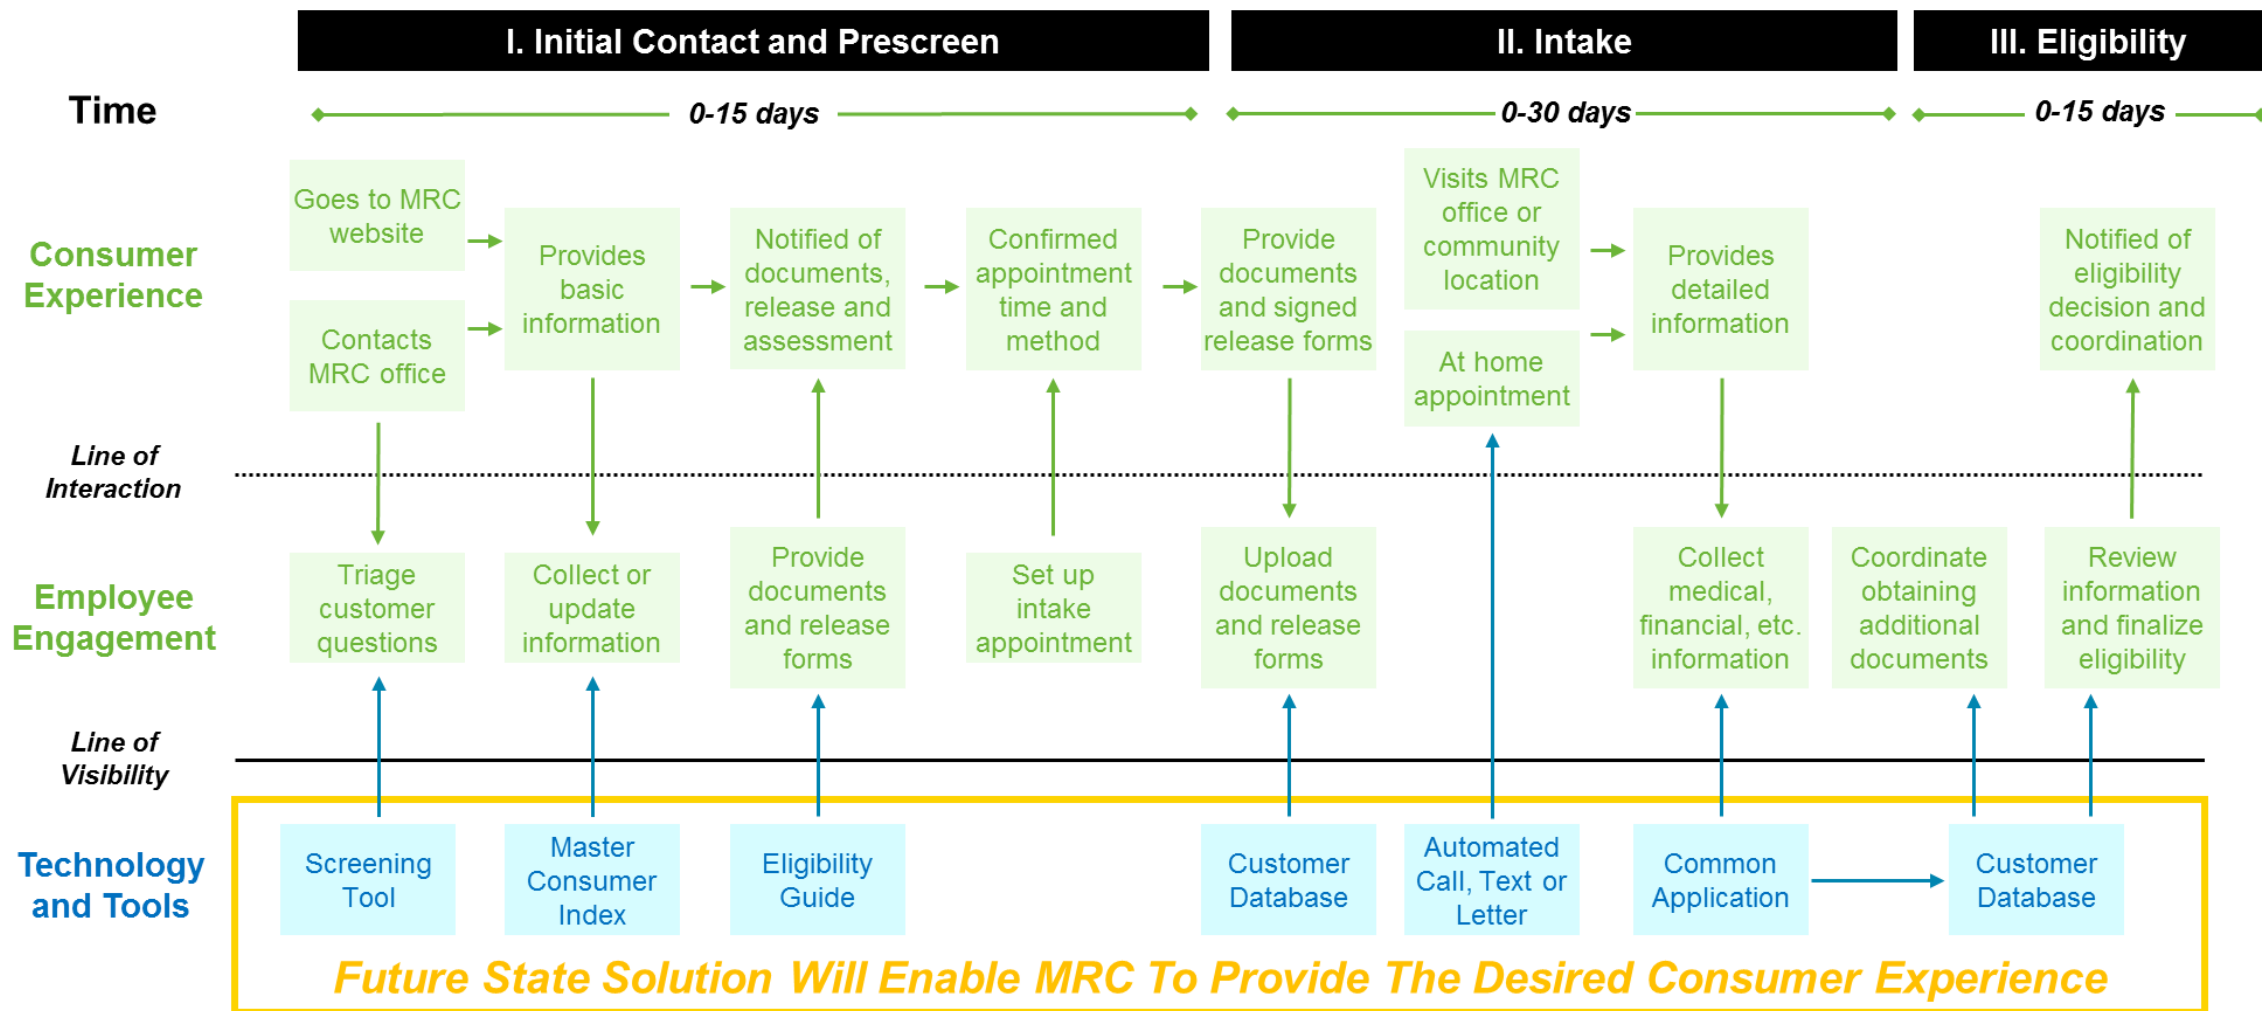 I. Initial Contact and Prescreen
II. Intake
III. Eligibility
Time
0-15 days
0-30 days
0-15 days
Consumer
Experience
Goes to MRC
website
Contacts
MRC office
Provides
basic
information
Notified of
documents,
release and
assessment
Confirmed
appointment
time and
method
Provide
documents
and signed
release forms
Visits MRC
office or
community
location
At home
appointment
Provides
detailed
information
Notified of
eligibility
decision and
coordination
Line of
Interaction
Employee
Engagement
Triage
customer
questions
Collect or
update
information
Provide
documents
and release
forms
Set up
intake
appointment
Upload
documents
and release
forms
Collect
medical,
financial, etc.
information
Coordinate
obtaining
additional
documents
Review
information
and finalize
eligibility
Line of
Visibility
Technology
and Tools
Screening
Tool
Master
Consumer
Index
Eligibility
Guide
Customer
Database
Automated
Call, Text or
Letter
Common
Application
Customer
Database
Future State Solution Will Enable MRC To Provide The Desired Consumer Experience